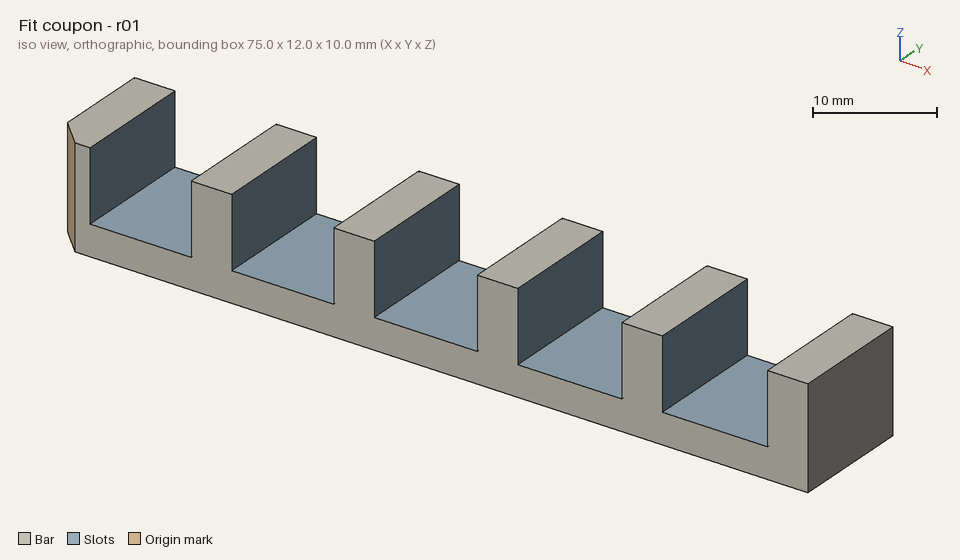 Fit coupon - r01
iso view, orthographic, bounding box 75.0 x 12.0 x 10.0 mm (X x Y x Z)
Z
Y
X
10 mm
Bar
Slots
Origin mark